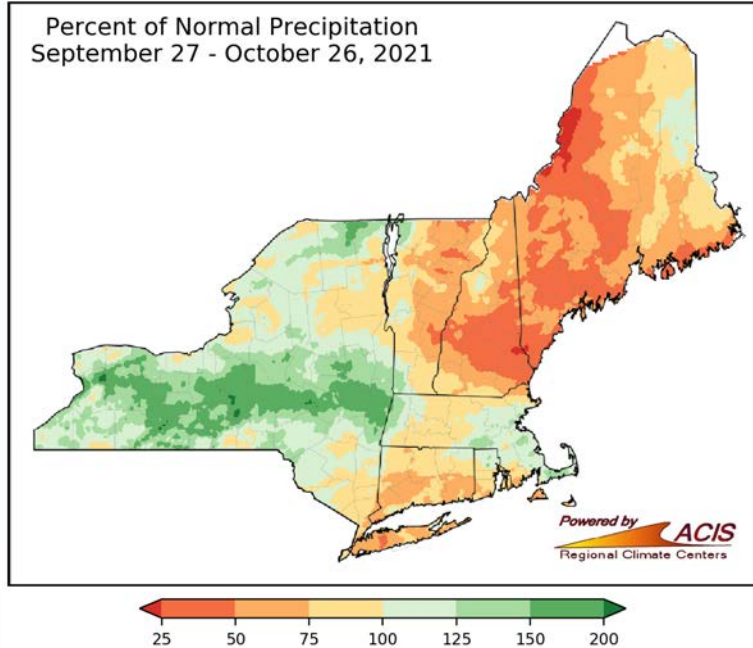 Percent of Normal Precipitation
September 27 - October 26, 2021
Powered by
ACIS
Regional Climate Centers
25 50 75 100 125 150 200